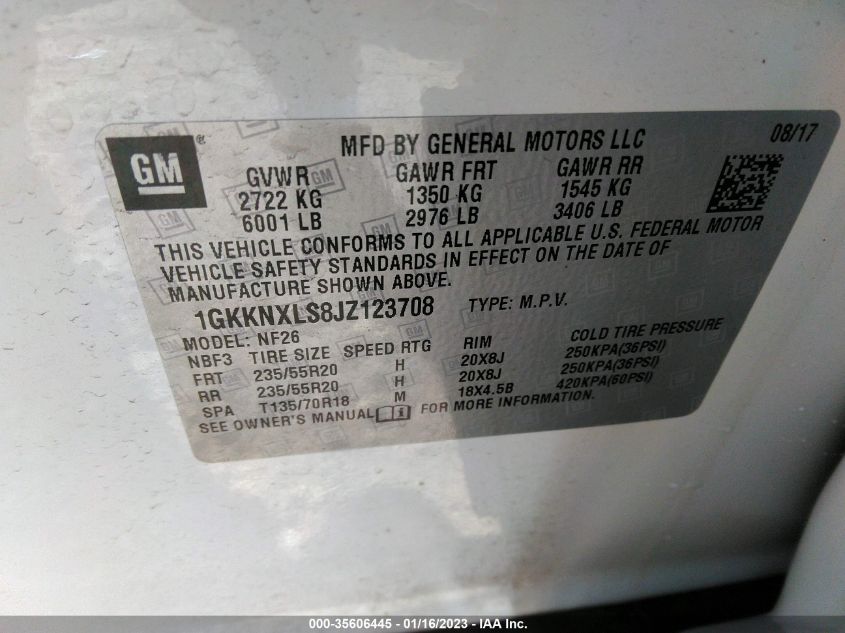 GM ®
MFD BY GENERAL MOTORS LLC 08/17
GVWR GAWR FRT GAWR RR
2722 KG 1350 KG 1545 KG
6001 LB 2976 LB 3406 LB
THIS VEHICLE CONFORMS TO ALL APPLICABLE U.S. FEDERAL MOTOR
VEHICLE SAFETY STANDARDS IN EFFECT ON THE DATE OF
MANUFACTURE SHOWN ABOVE.
1GKKNXLS8JZ123708 TYPE: M.P.V.
MODEL: NF26
NBF3 TIRE SIZE SPEED RTG RIM COLD TIRE PRESSURE
FRT 235/55R20 H 20X8J 250KPA(36PSI)
RR 235/55R20 H 20X8J 250KPA(36PSI)
SPA T135/70R18 M 18X4.5B 420KPA(60PSI)
SEE OWNER'S MANUAL FOR MORE INFORMATION.
000-35606445 - 01/16/2023 - IAA Inc.